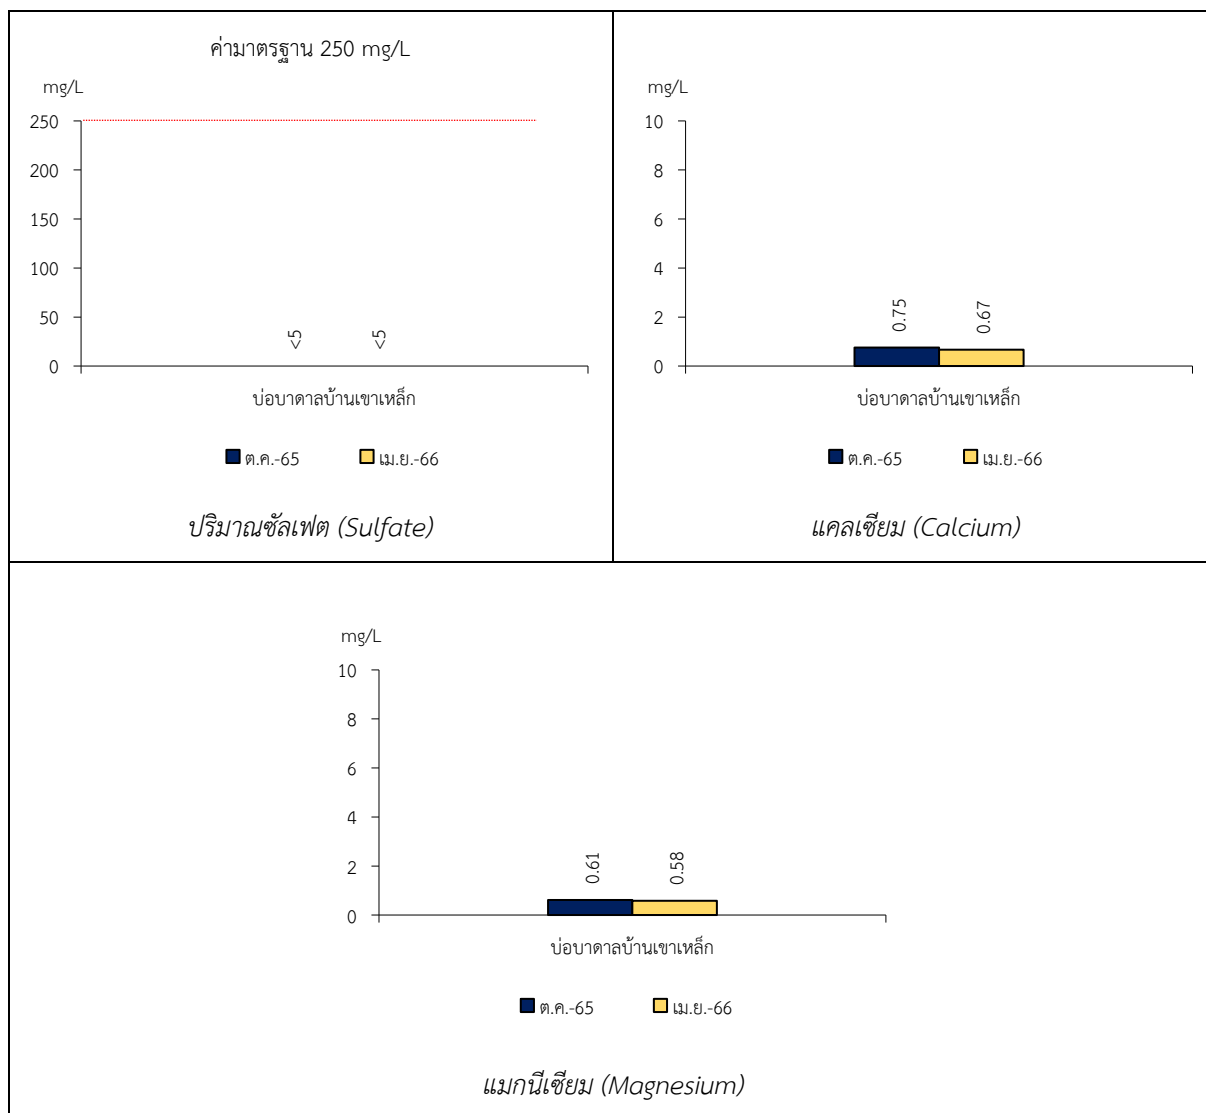 ค่ามาตรฐาน 250 mg/L
mg/L
250
200
150
100
50
0
<5
<5
บ่อบาดาลบ้านเขาเหล็ก
ต.ค.-65 เม.ย.-66
ปริมาณซัลเฟต (Sulfate)
mg/L
10
8
6
4
2
0
0.75
0.67
บ่อบาดาลบ้านเขาเหล็ก
ต.ค.-65 เม.ย.-66
แคลเซียม (Calcium)
mg/L
10
8
6
4
2
0
0.61
0.58
บ่อบาดาลบ้านเขาเหล็ก
ต.ค.-65 เม.ย.-66
แมกนีเซียม (Magnesium)